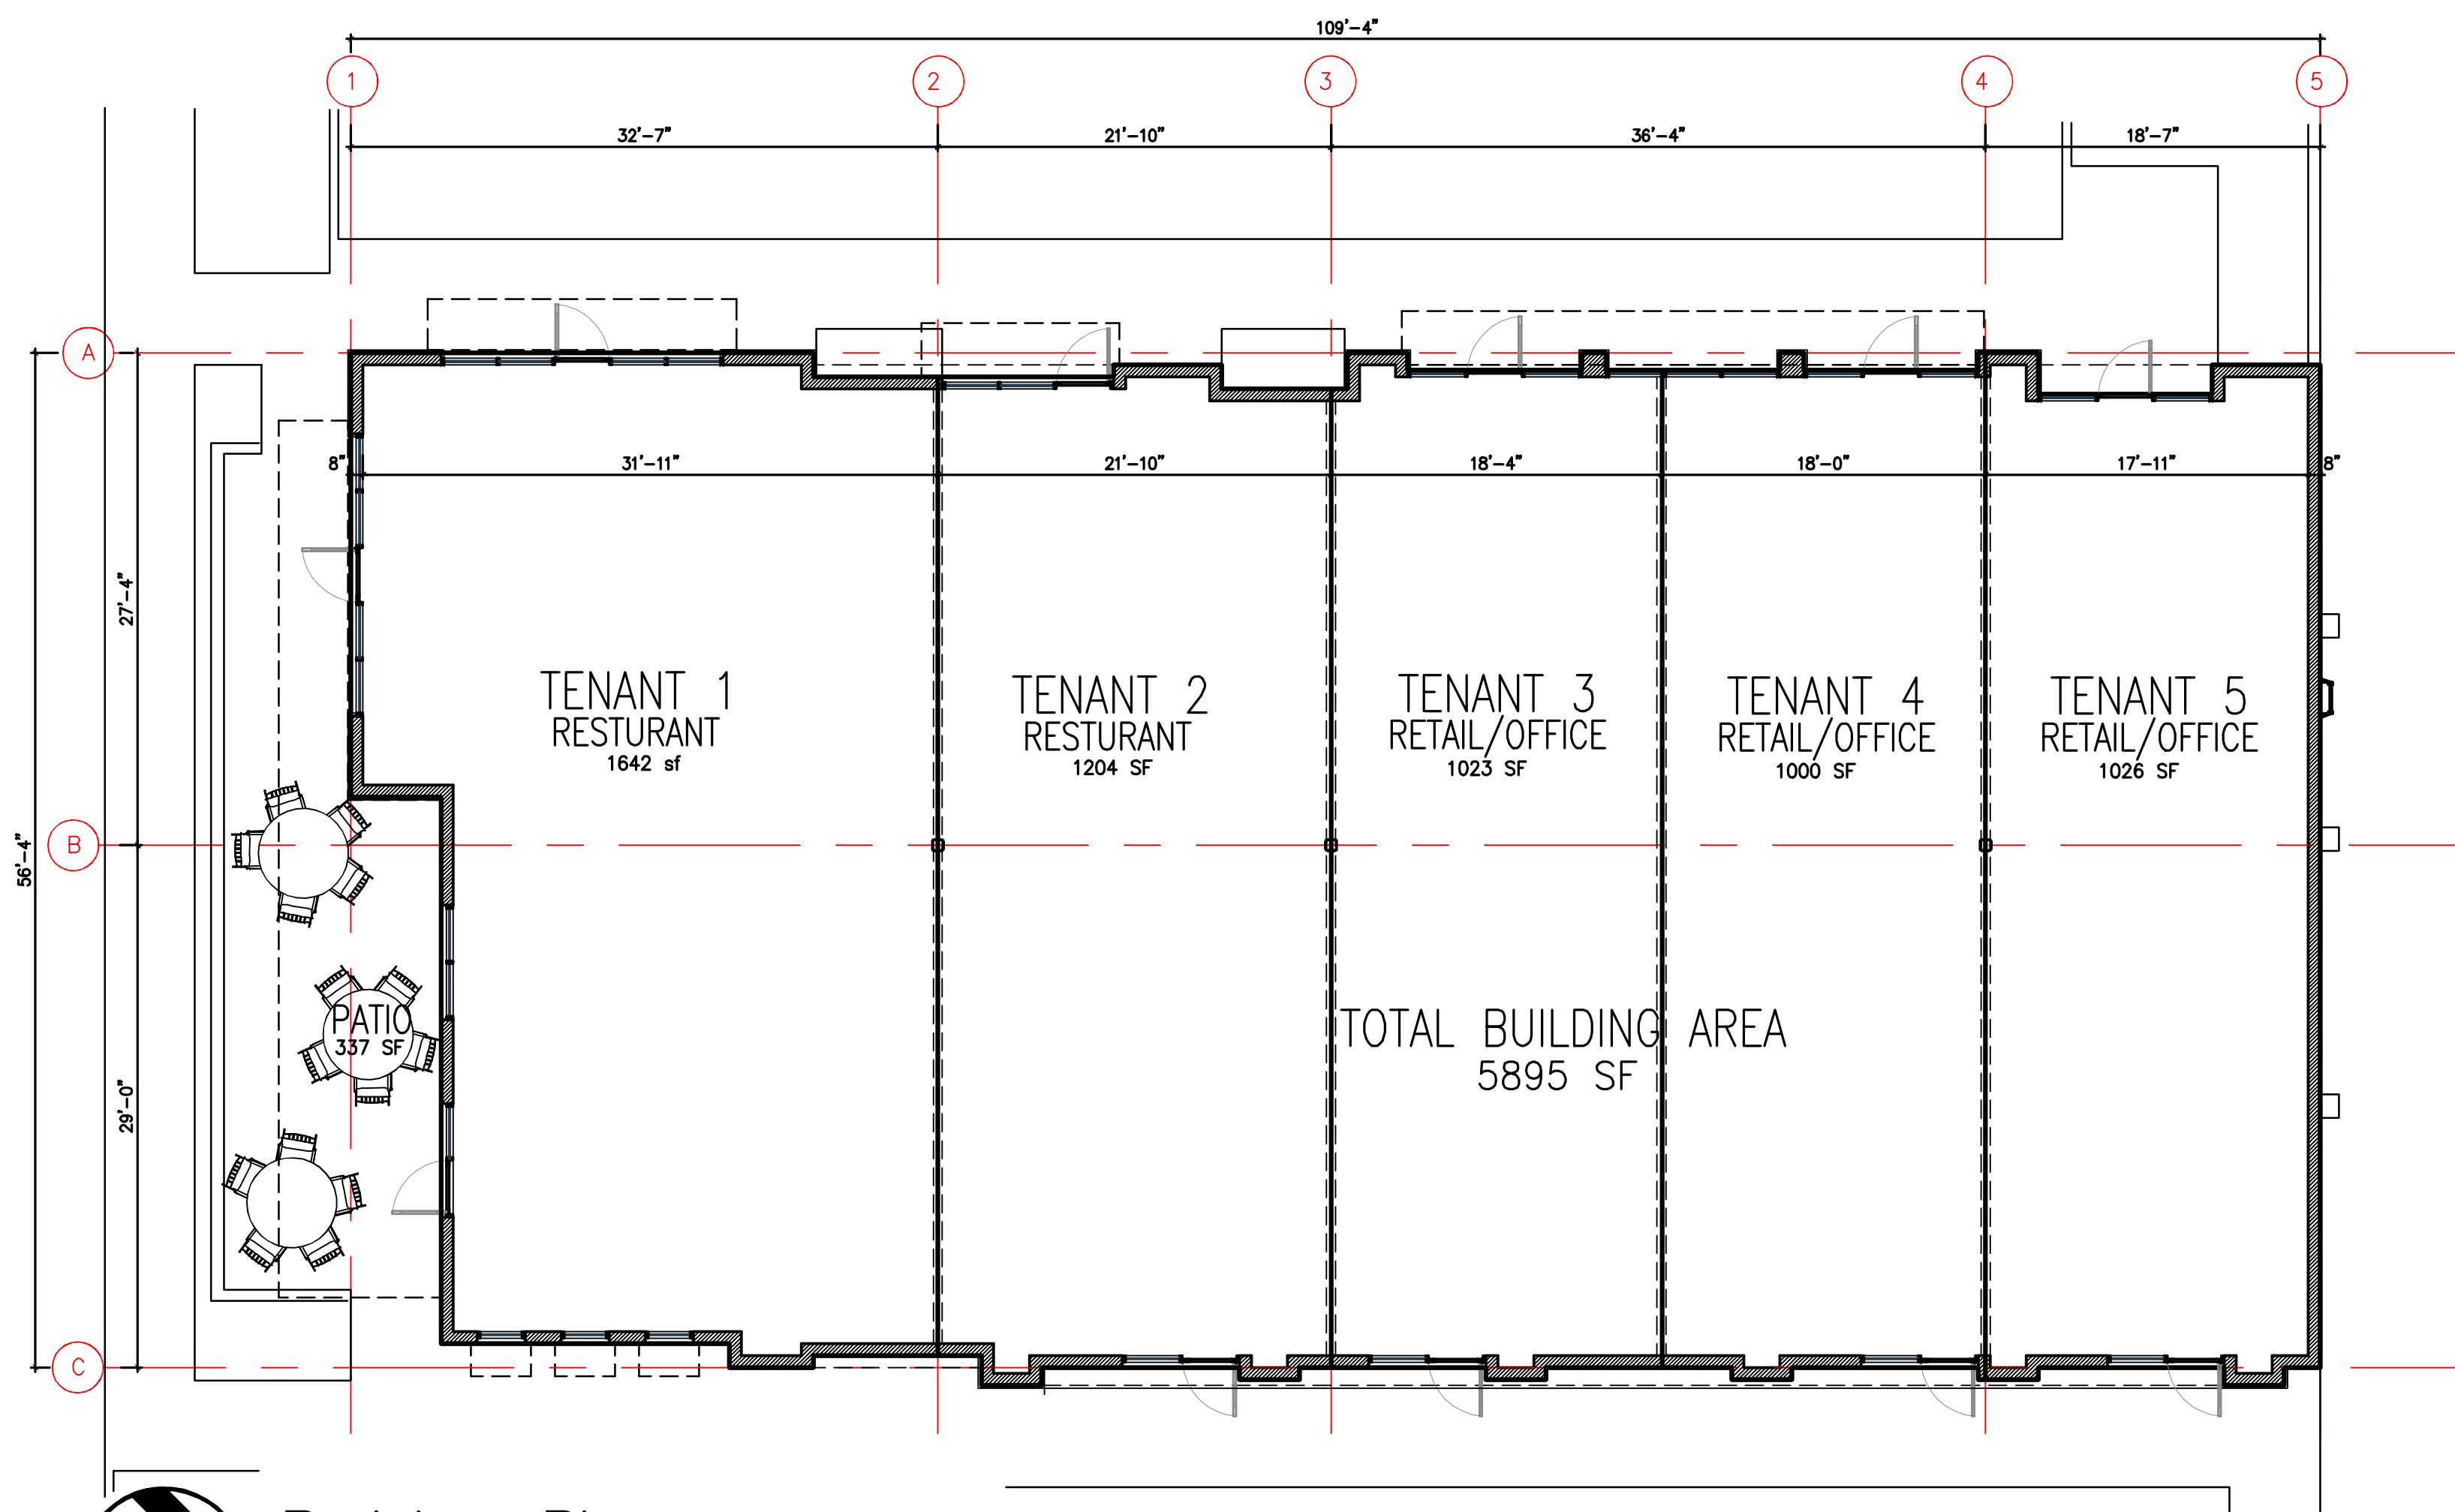 109'-4"
1
2
3
4
5
32'-7"
21'-10"
36'-4"
18'-7"
A
8"
31'-11"
21'-10"
18'-4"
18'-0"
17'-11"
8"
27'-4"
TENANT 1
RESTURANT
1642 sf
TENANT 2
RESTURANT
1204 SF
TENANT 3
RETAIL/OFFICE
1023 SF
TENANT 4
RETAIL/OFFICE
1000 SF
TENANT 5
RETAIL/OFFICE
1026 SF
B
56'-4"
PATIO
337 SF
TOTAL BUILDING AREA
5895 SF
29'-0"
C